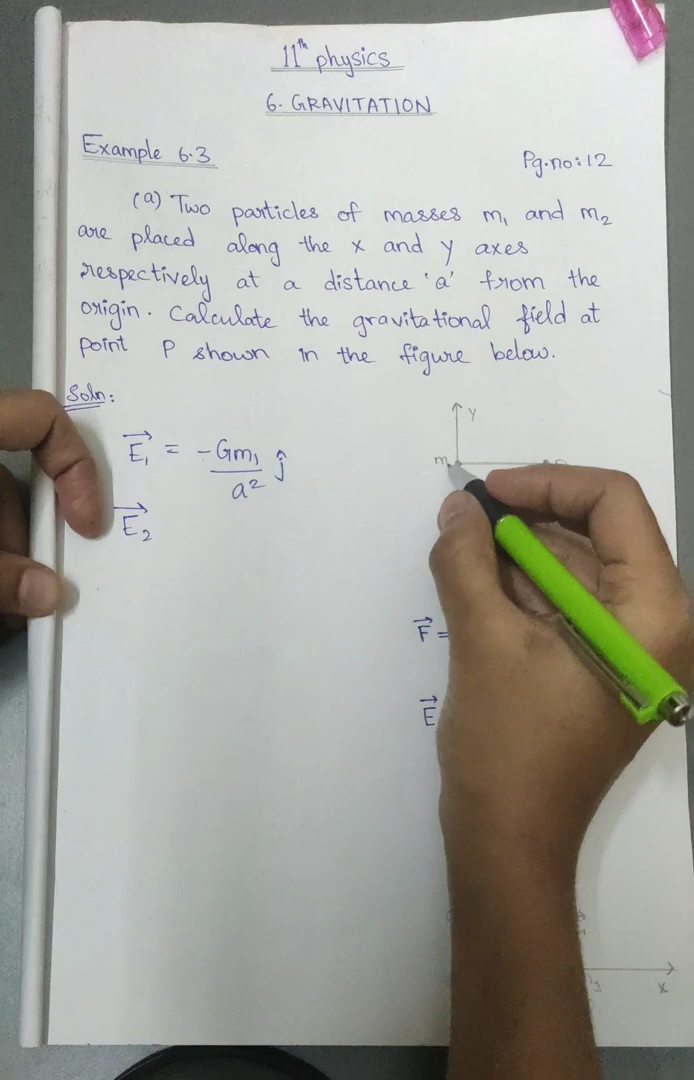 11th physics
6. GRAVITATION
Example 6.3 Pg.no: 12
(a) Two particles of masses m₁ and m₂
are placed along the x and y axes
respectively at a distance 'a' from the
origin. Calculate the gravitational field at
point P shown in the figure below.
Soln:
Y
m
E₁⃗ = -Gm₁/a² ĵ
E₂⃗
F⃗ =
E⃗
x